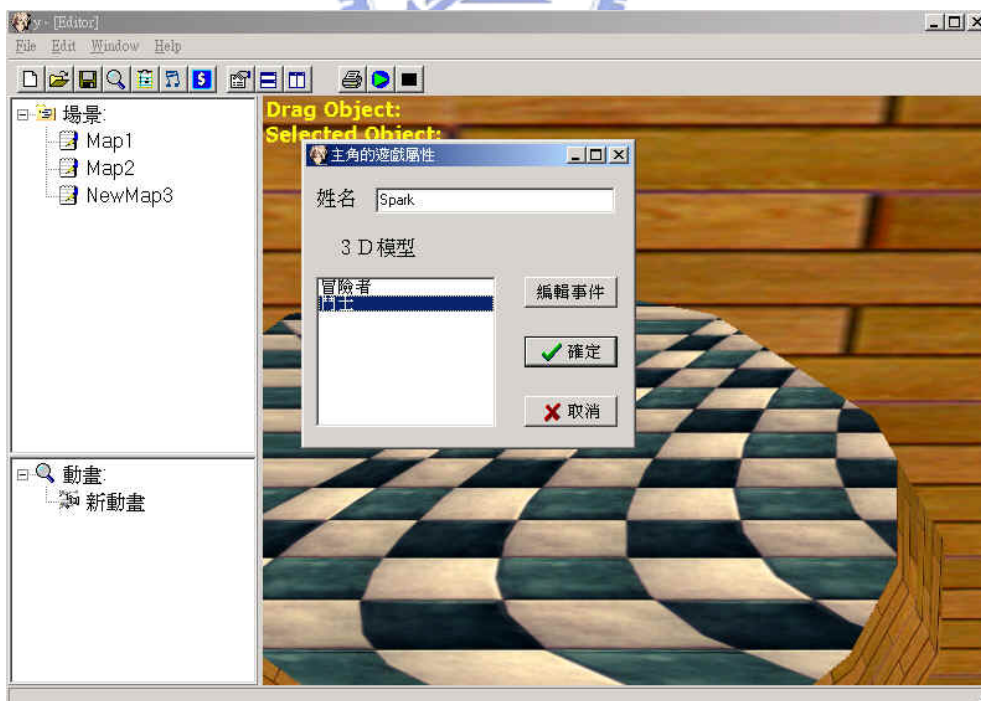 y - [Editor]
File Edit Window Help
場景:
Map1
Map2
NewMap3
動畫:
新動畫
Drag Object:
Selected Object:
主角的遊戲屬性
姓名 Spark
3D模型
冒險者
鬥士
編輯事件
確定
取消